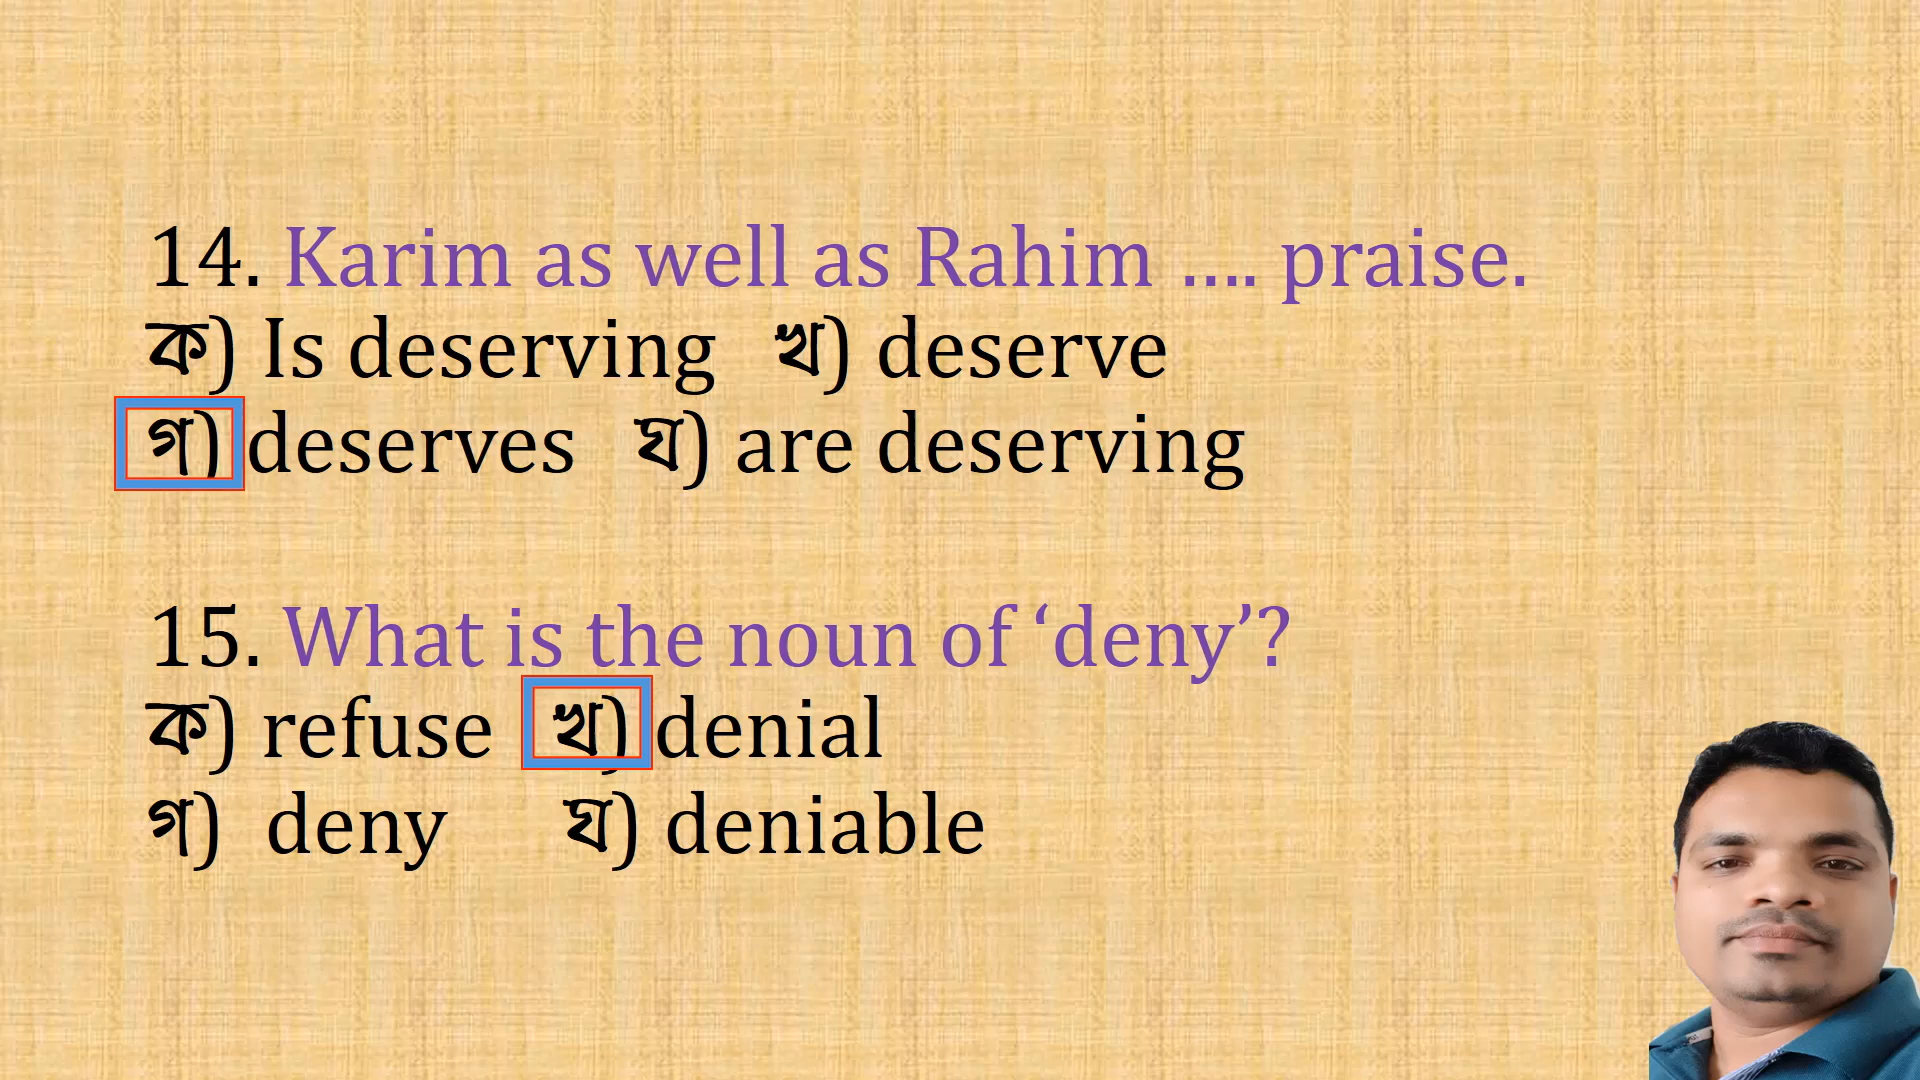 14. Karim as well as Rahim .... praise.
ক) Is deserving খ) deserve
গ) deserves ঘ) are deserving
15. What is the noun of ‘deny’?
ক) refuse খ) denial
গ) deny ঘ) deniable